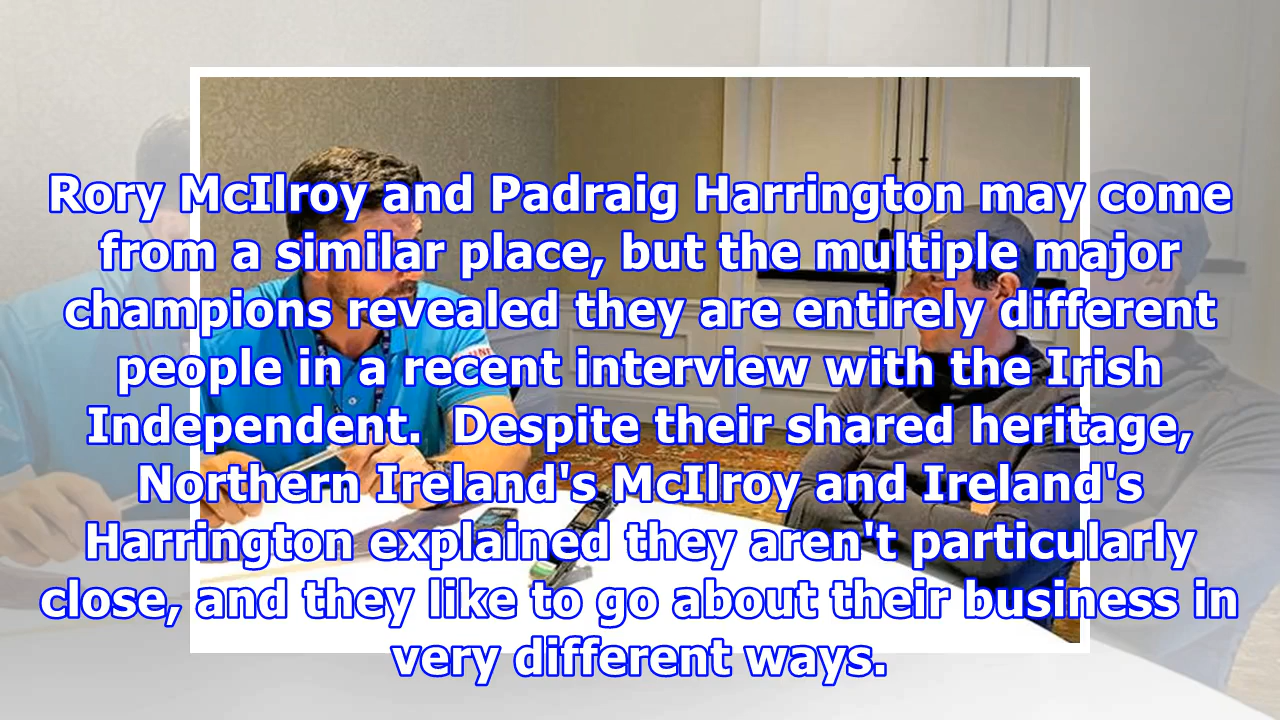 Rory McIlroy and Padraig Harrington may come
from a similar place, but the multiple major
champions revealed they are entirely different
people in a recent interview with the Irish
Independent.  Despite their shared heritage,
Northern Ireland's McIlroy and Ireland's
Harrington explained they aren't particularly
close, and they like to go about their business in
very different ways.